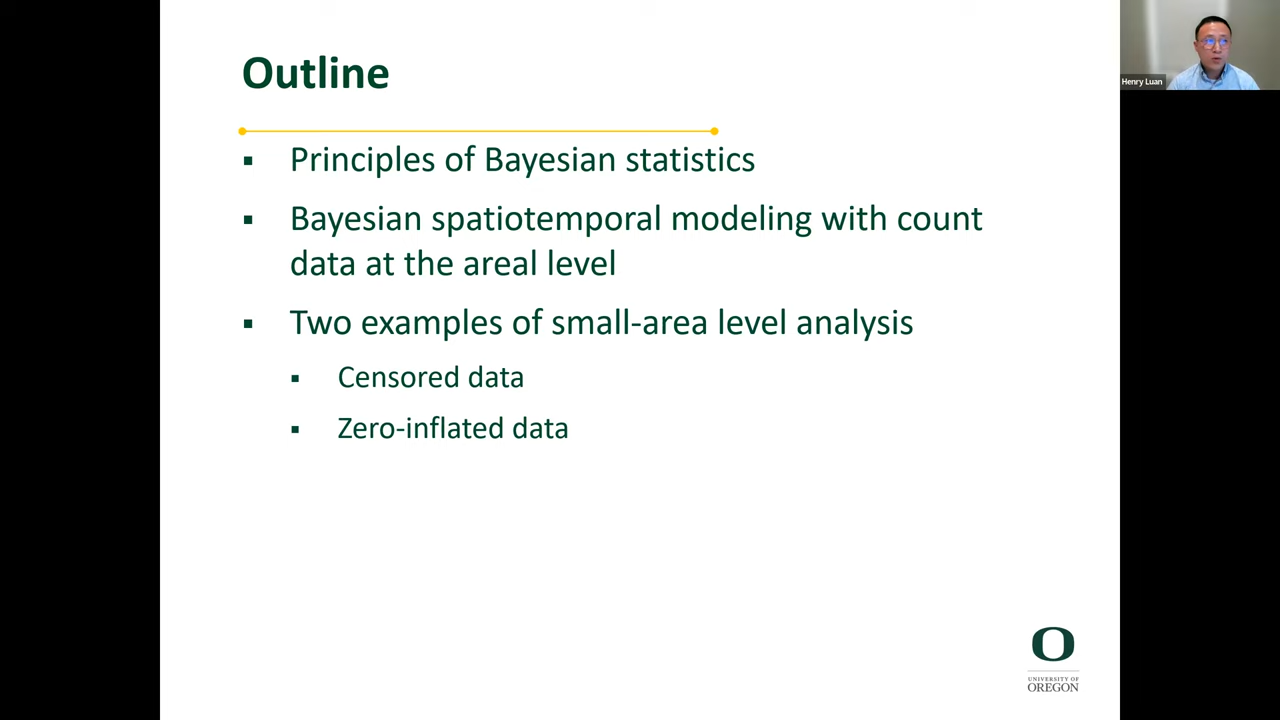 Outline
▪ Principles of Bayesian statistics
▪ Bayesian spatiotemporal modeling with count
data at the areal level
▪ Two examples of small-area level analysis
▪ Censored data
▪ Zero-inflated data
Henry Luan
O
UNIVERSITY OF
OREGON